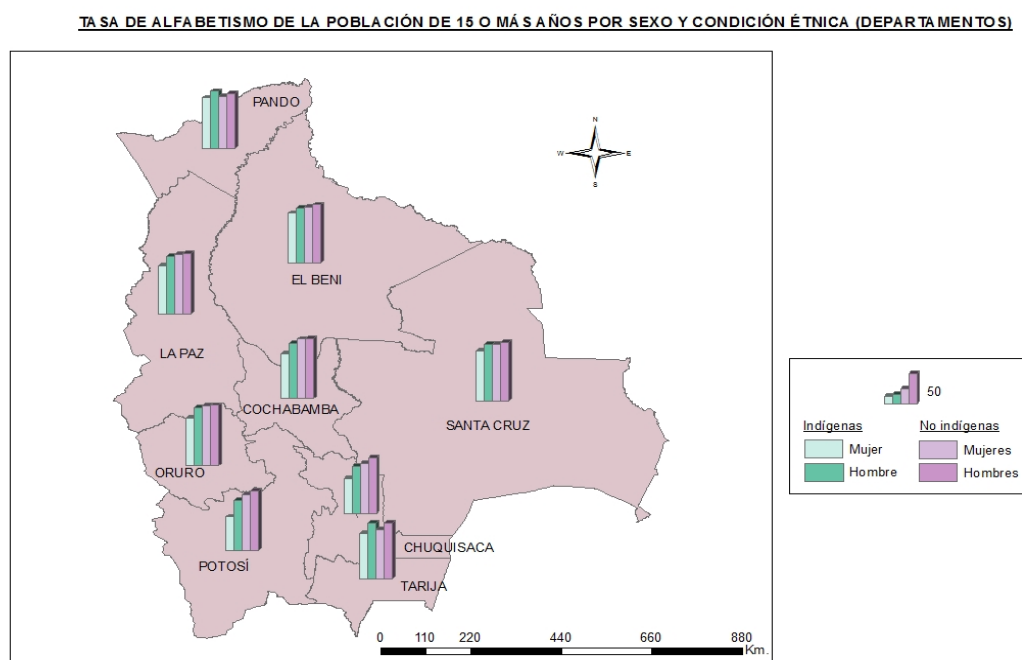 TASA DE ALFABETISMO DE LA POBLACIÓN DE 15 O MÁS AÑOS POR SEXO Y CONDICIÓN ÉTNICA (DEPARTAMENTOS)
PANDO
N
W E
S
EL BENI
LA PAZ
COCHABAMBA
SANTA CRUZ
ORURO
POTOSÍ
CHUQUISACA
TARIJA
0 110 220 440 660 880
Km.
50
Indígenas No indígenas
Mujer Mujeres
Hombre Hombres